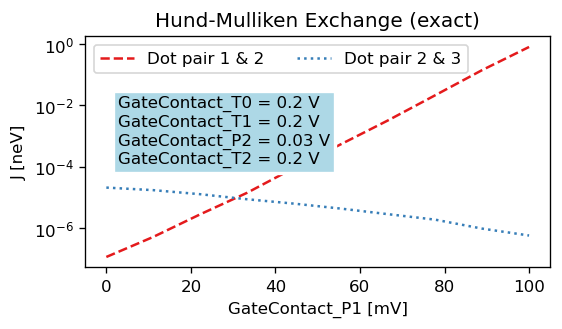 Hund-Mulliken Exchange (exact)
10⁰
10⁻²
10⁻⁴
10⁻⁶
J [neV]
Dot pair 1 & 2
Dot pair 2 & 3
GateContact_T0 = 0.2 V
GateContact_T1 = 0.2 V
GateContact_P2 = 0.03 V
GateContact_T2 = 0.2 V
0 20 40 60 80 100
GateContact_P1 [mV]